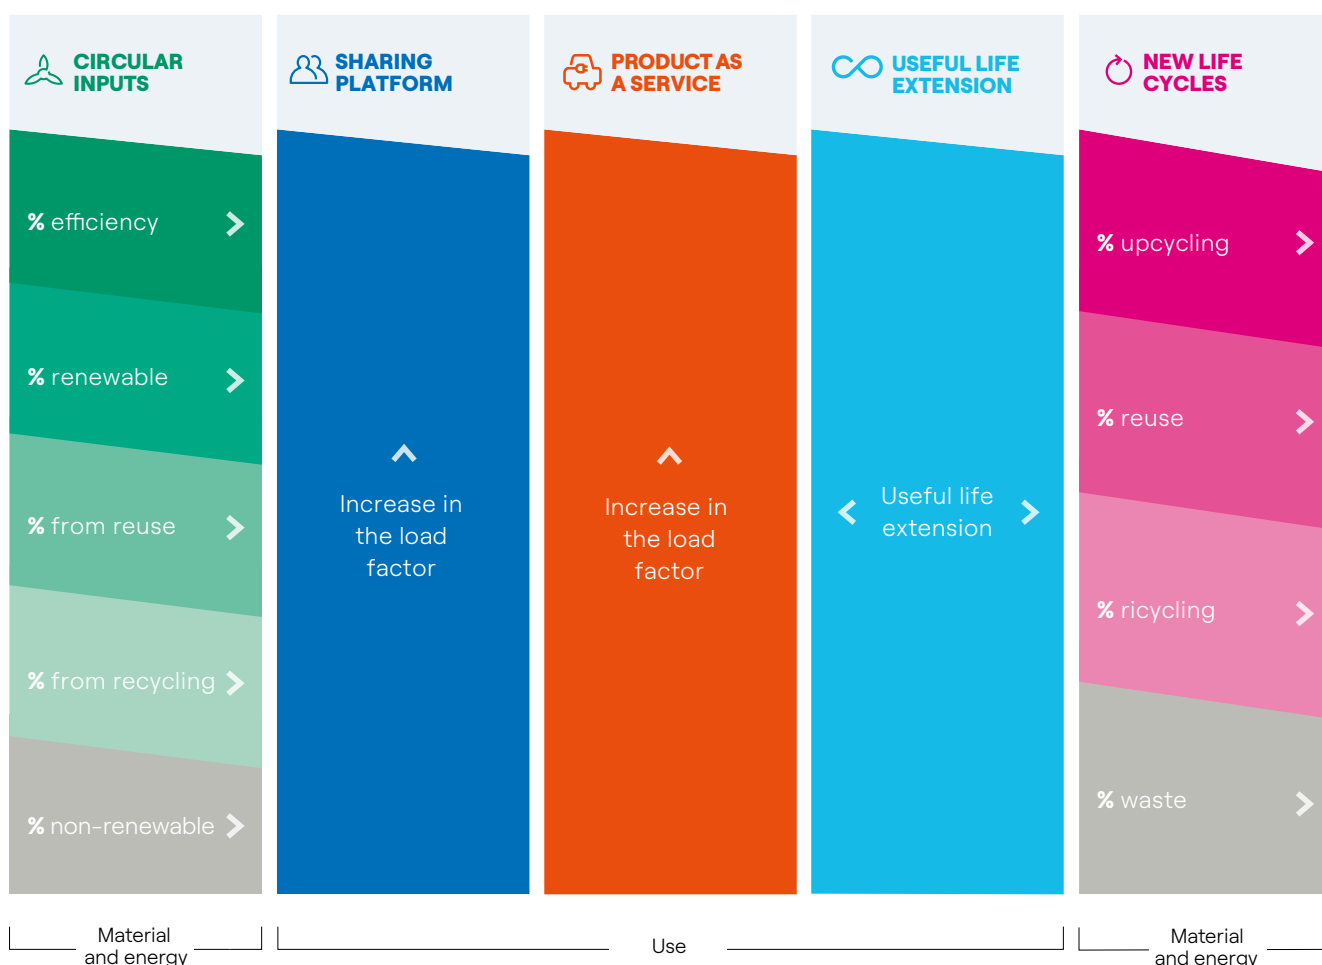 CIRCULAR
INPUTS
% efficiency
% renewable
% from reuse
% from recycling
% non-renewable
SHARING
PLATFORM
Increase in
the load
factor
PRODUCT AS
A SERVICE
Increase in
the load
factor
USEFUL LIFE
EXTENSION
Useful life
extension
NEW LIFE
CYCLES
% upcycling
% reuse
% ricycling
% waste
Material
and energy
Use
Material
and energy